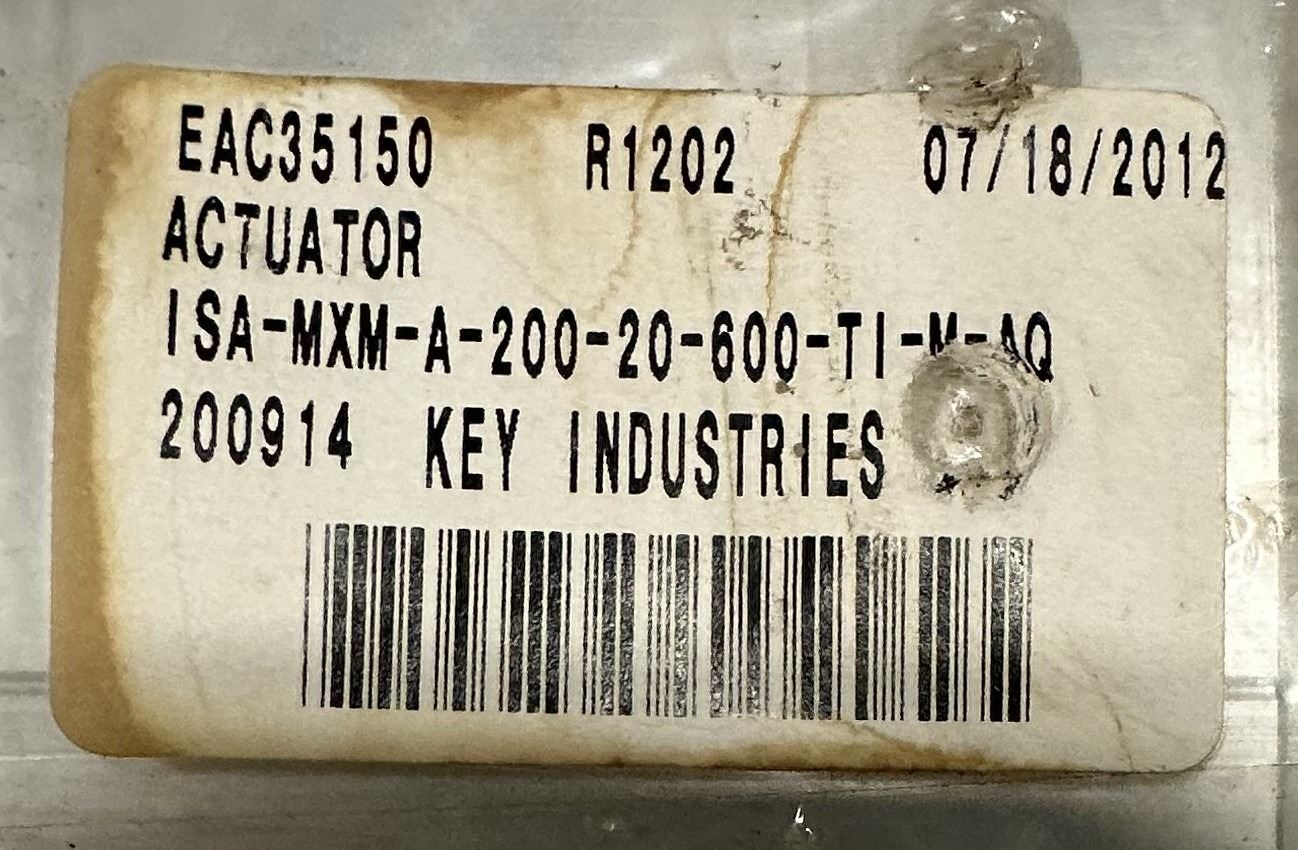 EAC35150 R1202 07/18/2012
ACTUATOR
ISA-MXM-A-200-20-600-TI-M-AQ
200914 KEY INDUSTRIES